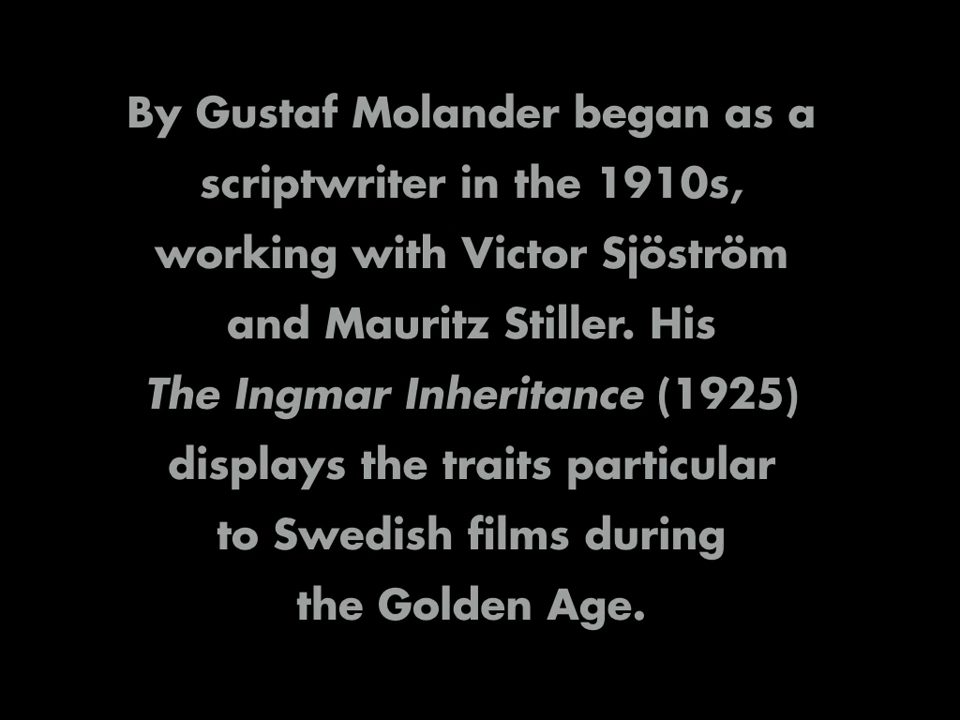 By Gustaf Molander began as a
scriptwriter in the 1910s,
working with Victor Sjöström
and Mauritz Stiller. His
The Ingmar Inheritance (1925)
displays the traits particular
to Swedish films during
the Golden Age.